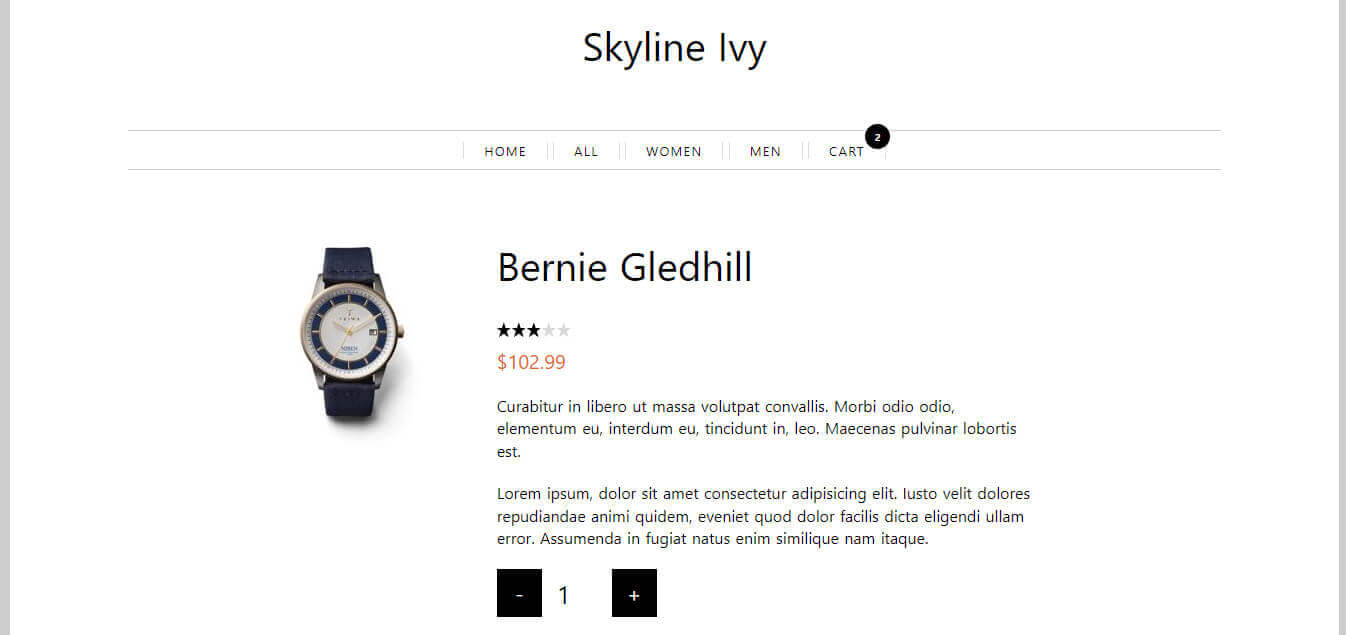 Skyline Ivy
HOME ALL WOMEN MEN CART 2
Bernie Gledhill
$102.99
Curabitur in libero ut massa volutpat convallis. Morbi odio odio,
elementum eu, interdum eu, tincidunt in, leo. Maecenas pulvinar lobortis
est.
Lorem ipsum, dolor sit amet consectetur adipisicing elit. Iusto velit dolores
repudiandae animi quidem, eveniet quod dolor facilis dicta eligendi ullam
error. Assumenda in fugiat natus enim similique nam itaque.
- 1 +